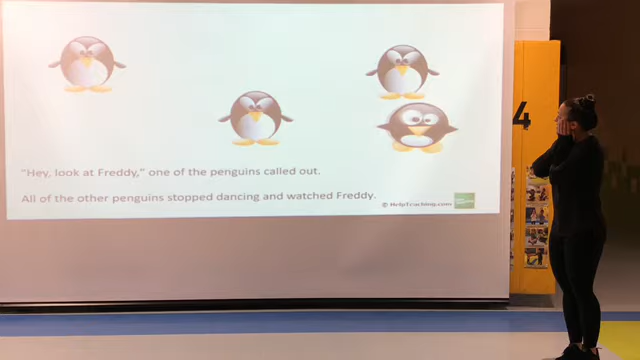 "Hey, look at Freddy," one of the penguins called out.
All of the other penguins stopped dancing and watched Freddy.
© HelpTeaching.com
4